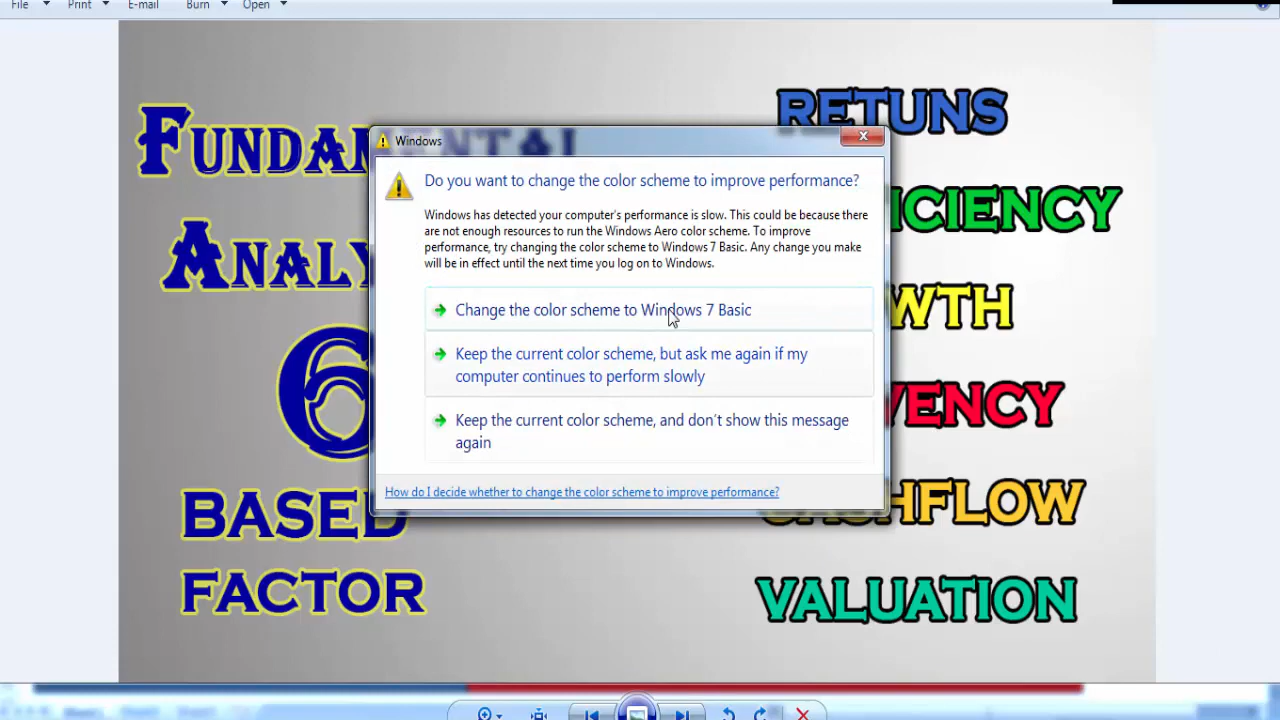 File Print E-mail Burn Open
FUNDAMENTAL
RETUNS
Windows
Do you want to change the color scheme to improve performance?
Windows has detected your computer's performance is slow. This could be because there
are not enough resources to run the Windows Aero color scheme. To improve
performance, try changing the color scheme to Windows 7 Basic. Any change you make
will be in effect until the next time you log on to Windows.
ICIENCY
ANALY
Change the color scheme to Windows 7 Basic
WTH
Keep the current color scheme, but ask me again if my
computer continues to perform slowly
6
VENCY
Keep the current color scheme, and don't show this message
again
How do I decide whether to change the color scheme to improve performance?
BASED
CASHFLOW
FACTOR
VALUATION